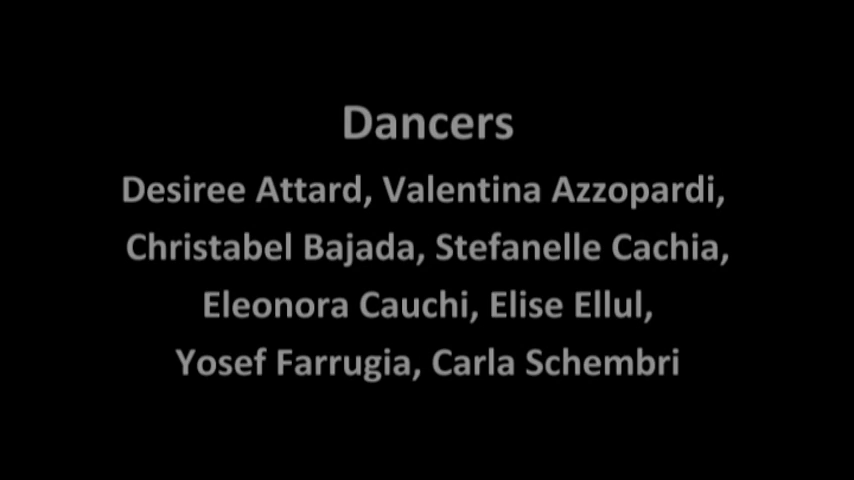 Dancers
Desiree Attard, Valentina Azzopardi,
Christabel Bajada, Stefanelle Cachia,
Eleonora Cauchi, Elise Ellul,
Yosef Farrugia, Carla Schembri